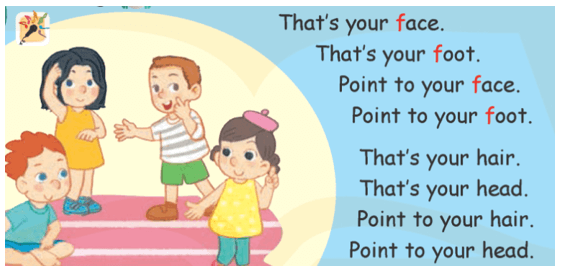 That's your face.
That's your foot.
Point to your face.
Point to your foot.
That's your hair.
That's your head.
Point to your hair.
Point to your head.